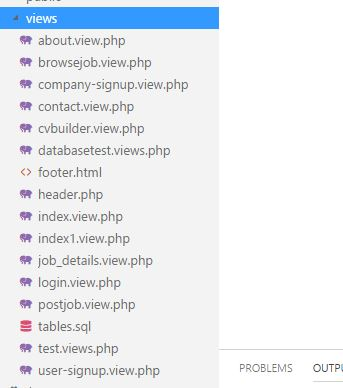 views
about.view.php
browsejob.view.php
company-signup.view.php
contact.view.php
cvbuilder.view.php
databasetest.views.php
footer.html
header.php
index.view.php
index1.view.php
job_details.view.php
login.view.php
postjob.view.php
tables.sql
test.views.php
user-signup.view.php
PROBLEMS OUTPU